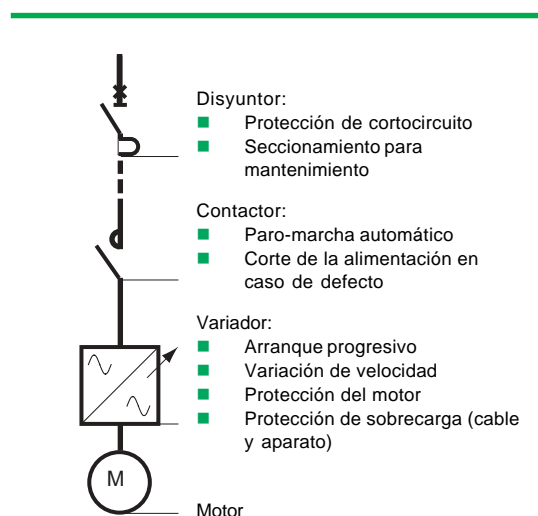 Disyuntor:
Protección de cortocircuito
Seccionamiento para
mantenimiento
Contactor:
Paro-marcha automático
Corte de la alimentación en
caso de defecto
Variador:
Arranque progresivo
Variación de velocidad
Protección del motor
Protección de sobrecarga (cable
y aparato)
M
Motor